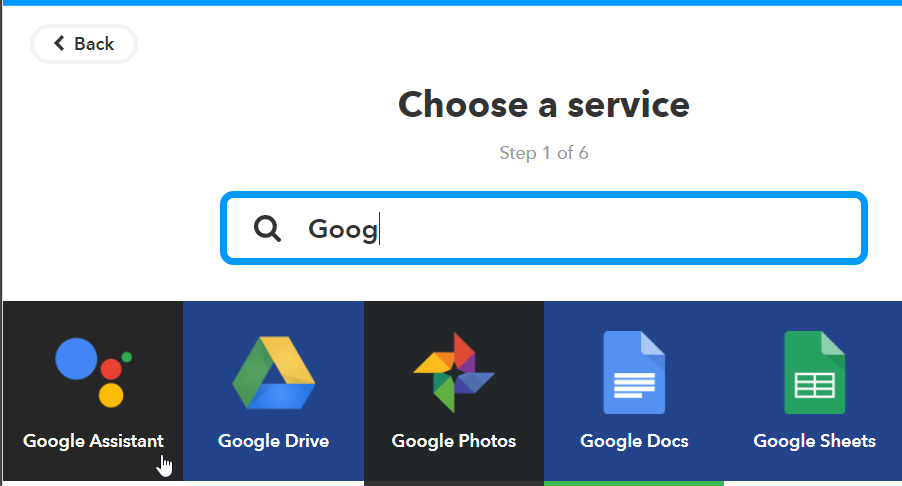 Back
Choose a service
Step 1 of 6
Goog
Google Assistant
Google Drive
Google Photos
Google Docs
Google Sheets